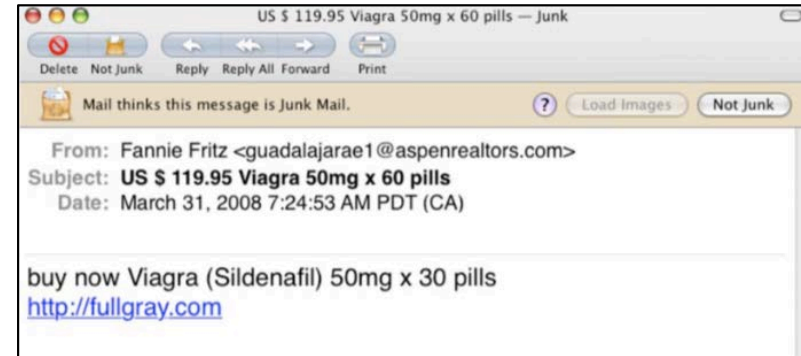 US $ 119.95 Viagra 50mg x 60 pills — Junk
Delete Not Junk Reply Reply All Forward Print
Mail thinks this message is Junk Mail. ? Load Images Not Junk
From: Fannie Fritz <guadalajarae1@aspenrealtors.com>
Subject: US $ 119.95 Viagra 50mg x 60 pills
Date: March 31, 2008 7:24:53 AM PDT (CA)
buy now Viagra (Sildenafil) 50mg x 30 pills
http://fullgray.com